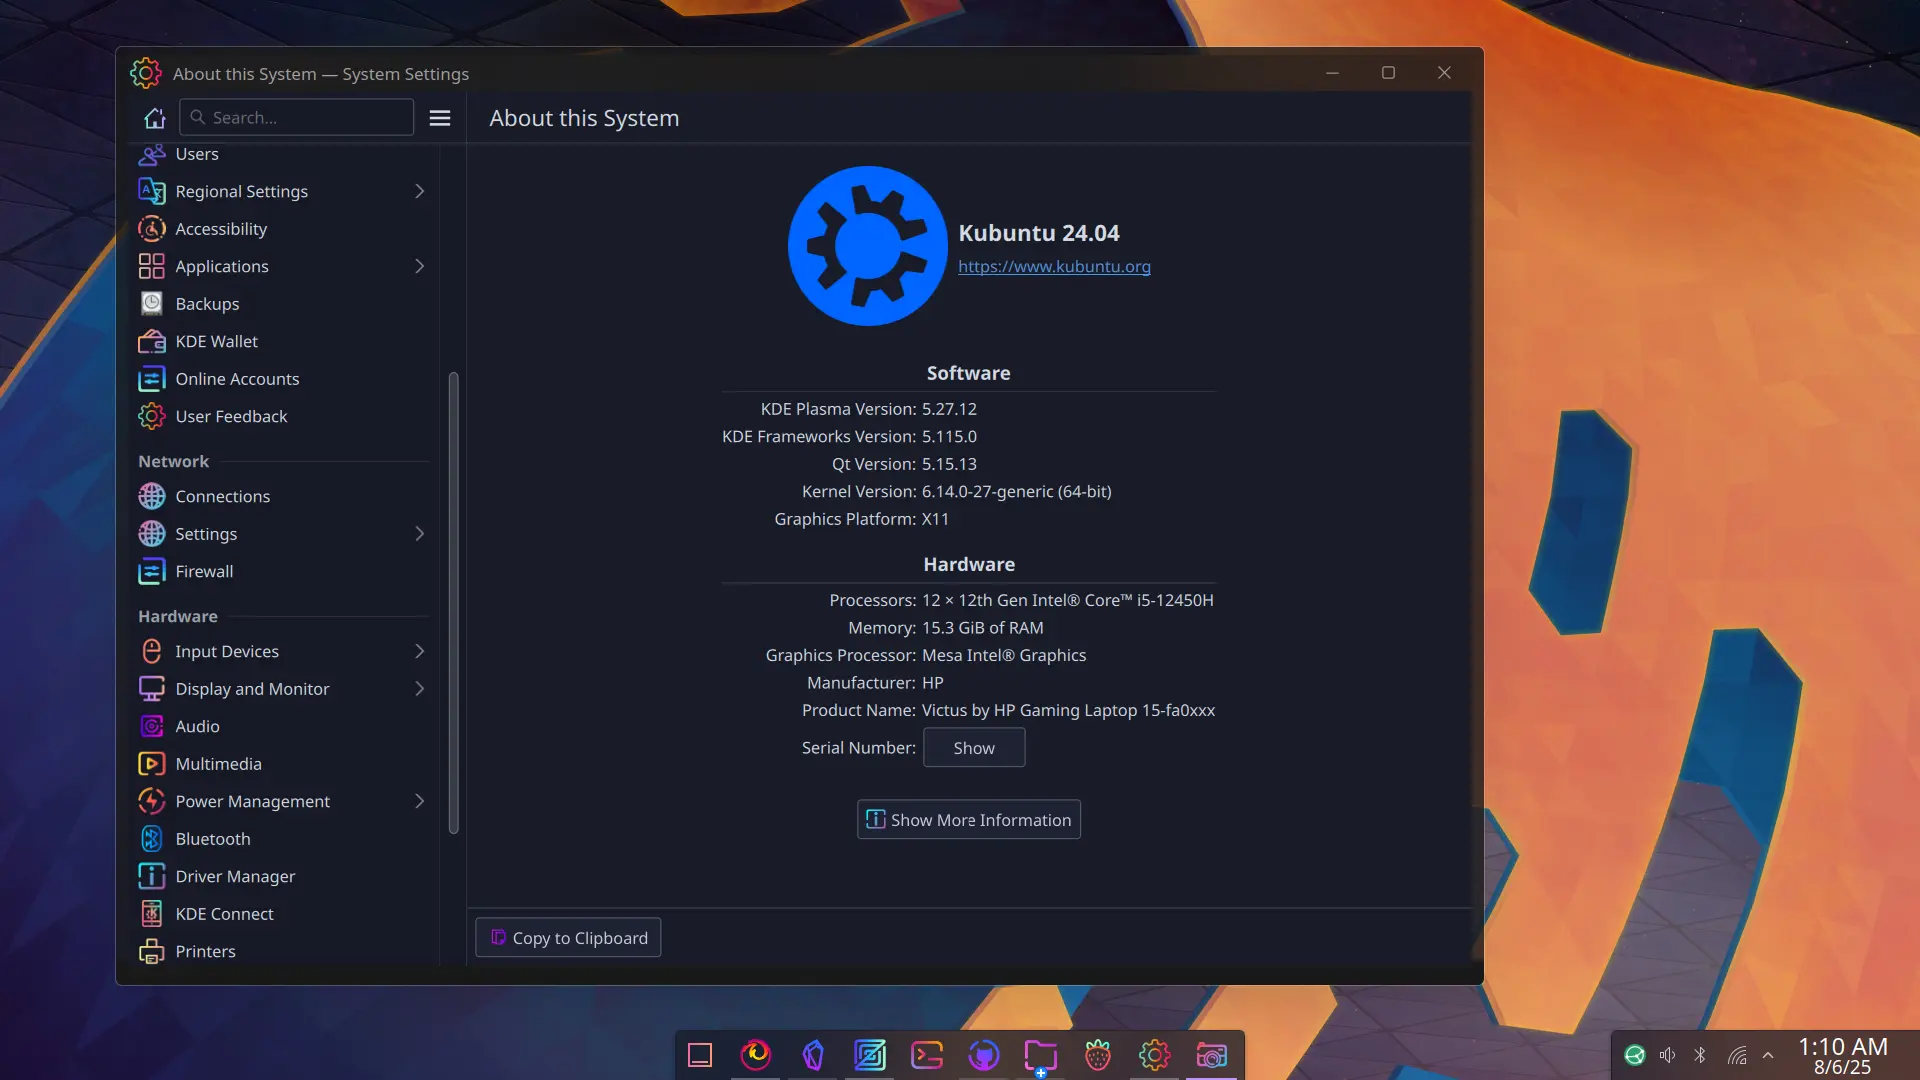 About this System — System Settings
Search...
About this System
Users
Regional Settings
Accessibility
Applications
Backups
KDE Wallet
Online Accounts
User Feedback
Network
Connections
Settings
Firewall
Hardware
Input Devices
Display and Monitor
Audio
Multimedia
Power Management
Bluetooth
Driver Manager
KDE Connect
Printers
Kubuntu 24.04
https://www.kubuntu.org
Software
KDE Plasma Version: 5.27.12
KDE Frameworks Version: 5.115.0
Qt Version: 5.15.13
Kernel Version: 6.14.0-27-generic (64-bit)
Graphics Platform: X11
Hardware
Processors: 12 × 12th Gen Intel® Core™ i5-12450H
Memory: 15.3 GiB of RAM
Graphics Processor: Mesa Intel® Graphics
Manufacturer: HP
Product Name: Victus by HP Gaming Laptop 15-fa0xxx
Serial Number: Show
Show More Information
Copy to Clipboard
1:10 AM
8/6/25